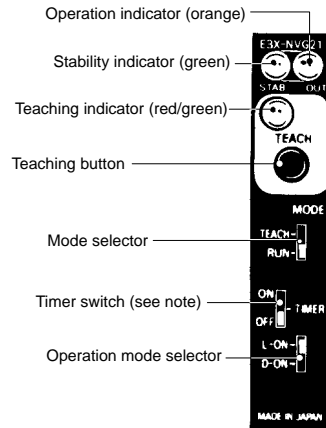 Operation indicator (orange)
E3X-NVG21
Stability indicator (green)
STAB OUT
Teaching indicator (red/green)
TEACH
Teaching button
MODE
Mode selector
TEACH
RUN
Timer switch (see note)
ON
TIMER
OFF
L-ON
Operation mode selector
D-ON
MADE IN JAPAN